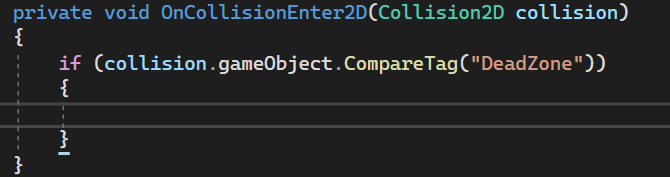 private void OnCollisionEnter2D(Collision2D collision)
{
    if (collision.gameObject.CompareTag("DeadZone"))
    {
    }
}